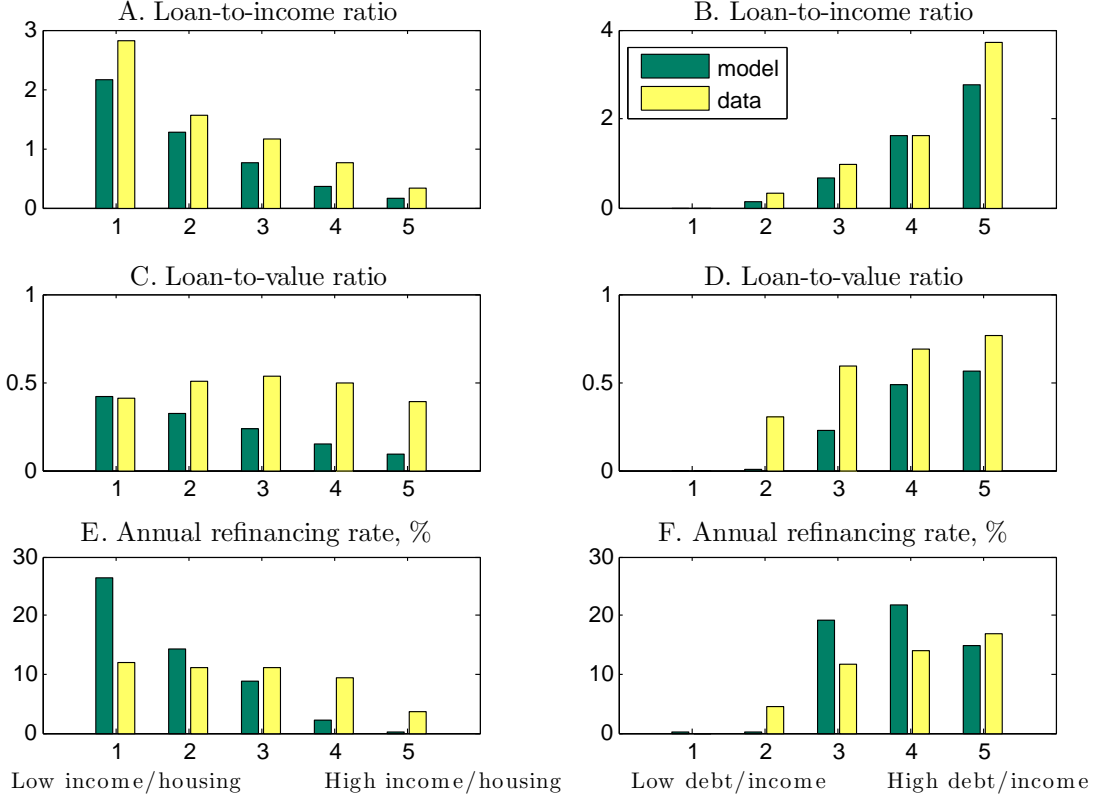 A. Loan-to-income ratio
3
2
1
0
1 2 3 4 5
B. Loan-to-income ratio
4
2
0
model
data
1 2 3 4 5
C. Loan-to-value ratio
1
0.5
0
1 2 3 4 5
D. Loan-to-value ratio
1
0.5
0
1 2 3 4 5
E. Annual refinancing rate, %
30
20
10
0
1 2 3 4 5
Low income/housing High income/housing
F. Annual refinancing rate, %
30
20
10
0
1 2 3 4 5
Low debt/income High debt/income